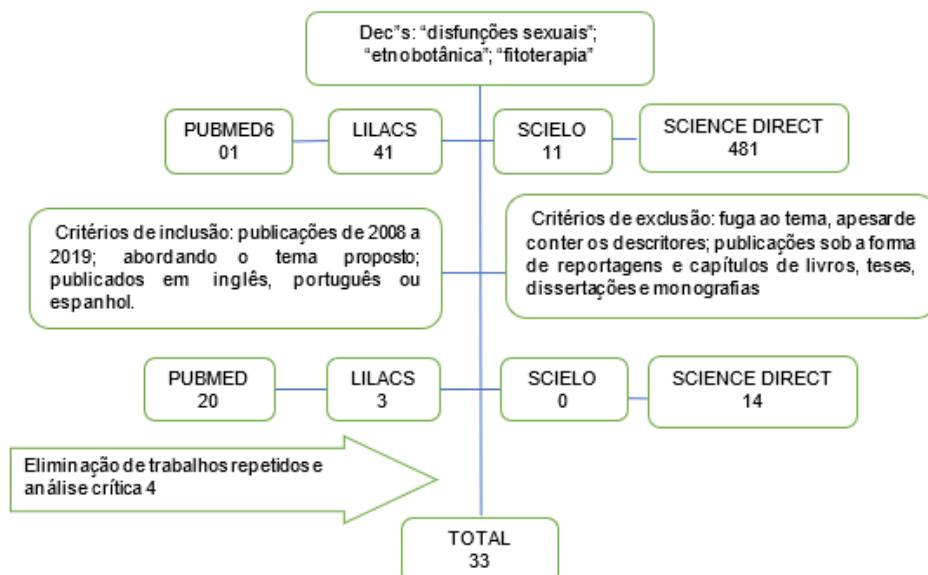 Dec"s: "disfunções sexuais";
"etnobotânica"; "fitoterapia"
PUBMED6
01
LILACS
41
SCIELO
11
SCIENCE DIRECT
481
Critérios de inclusão: publicações de 2008 a
2019; abordando o tema proposto;
publicados em inglês, português ou
espanhol.
Critérios de exclusão: fuga ao tema, apesarde
conter os descritores; publicações sob a forma
de reportagens e capítulos de livros, teses,
dissertações e monografias
PUBMED
20
LILACS
3
SCIELO
0
SCIENCE DIRECT
14
Eliminação de trabalhos repetidos e
análise crítica 4
TOTAL
33